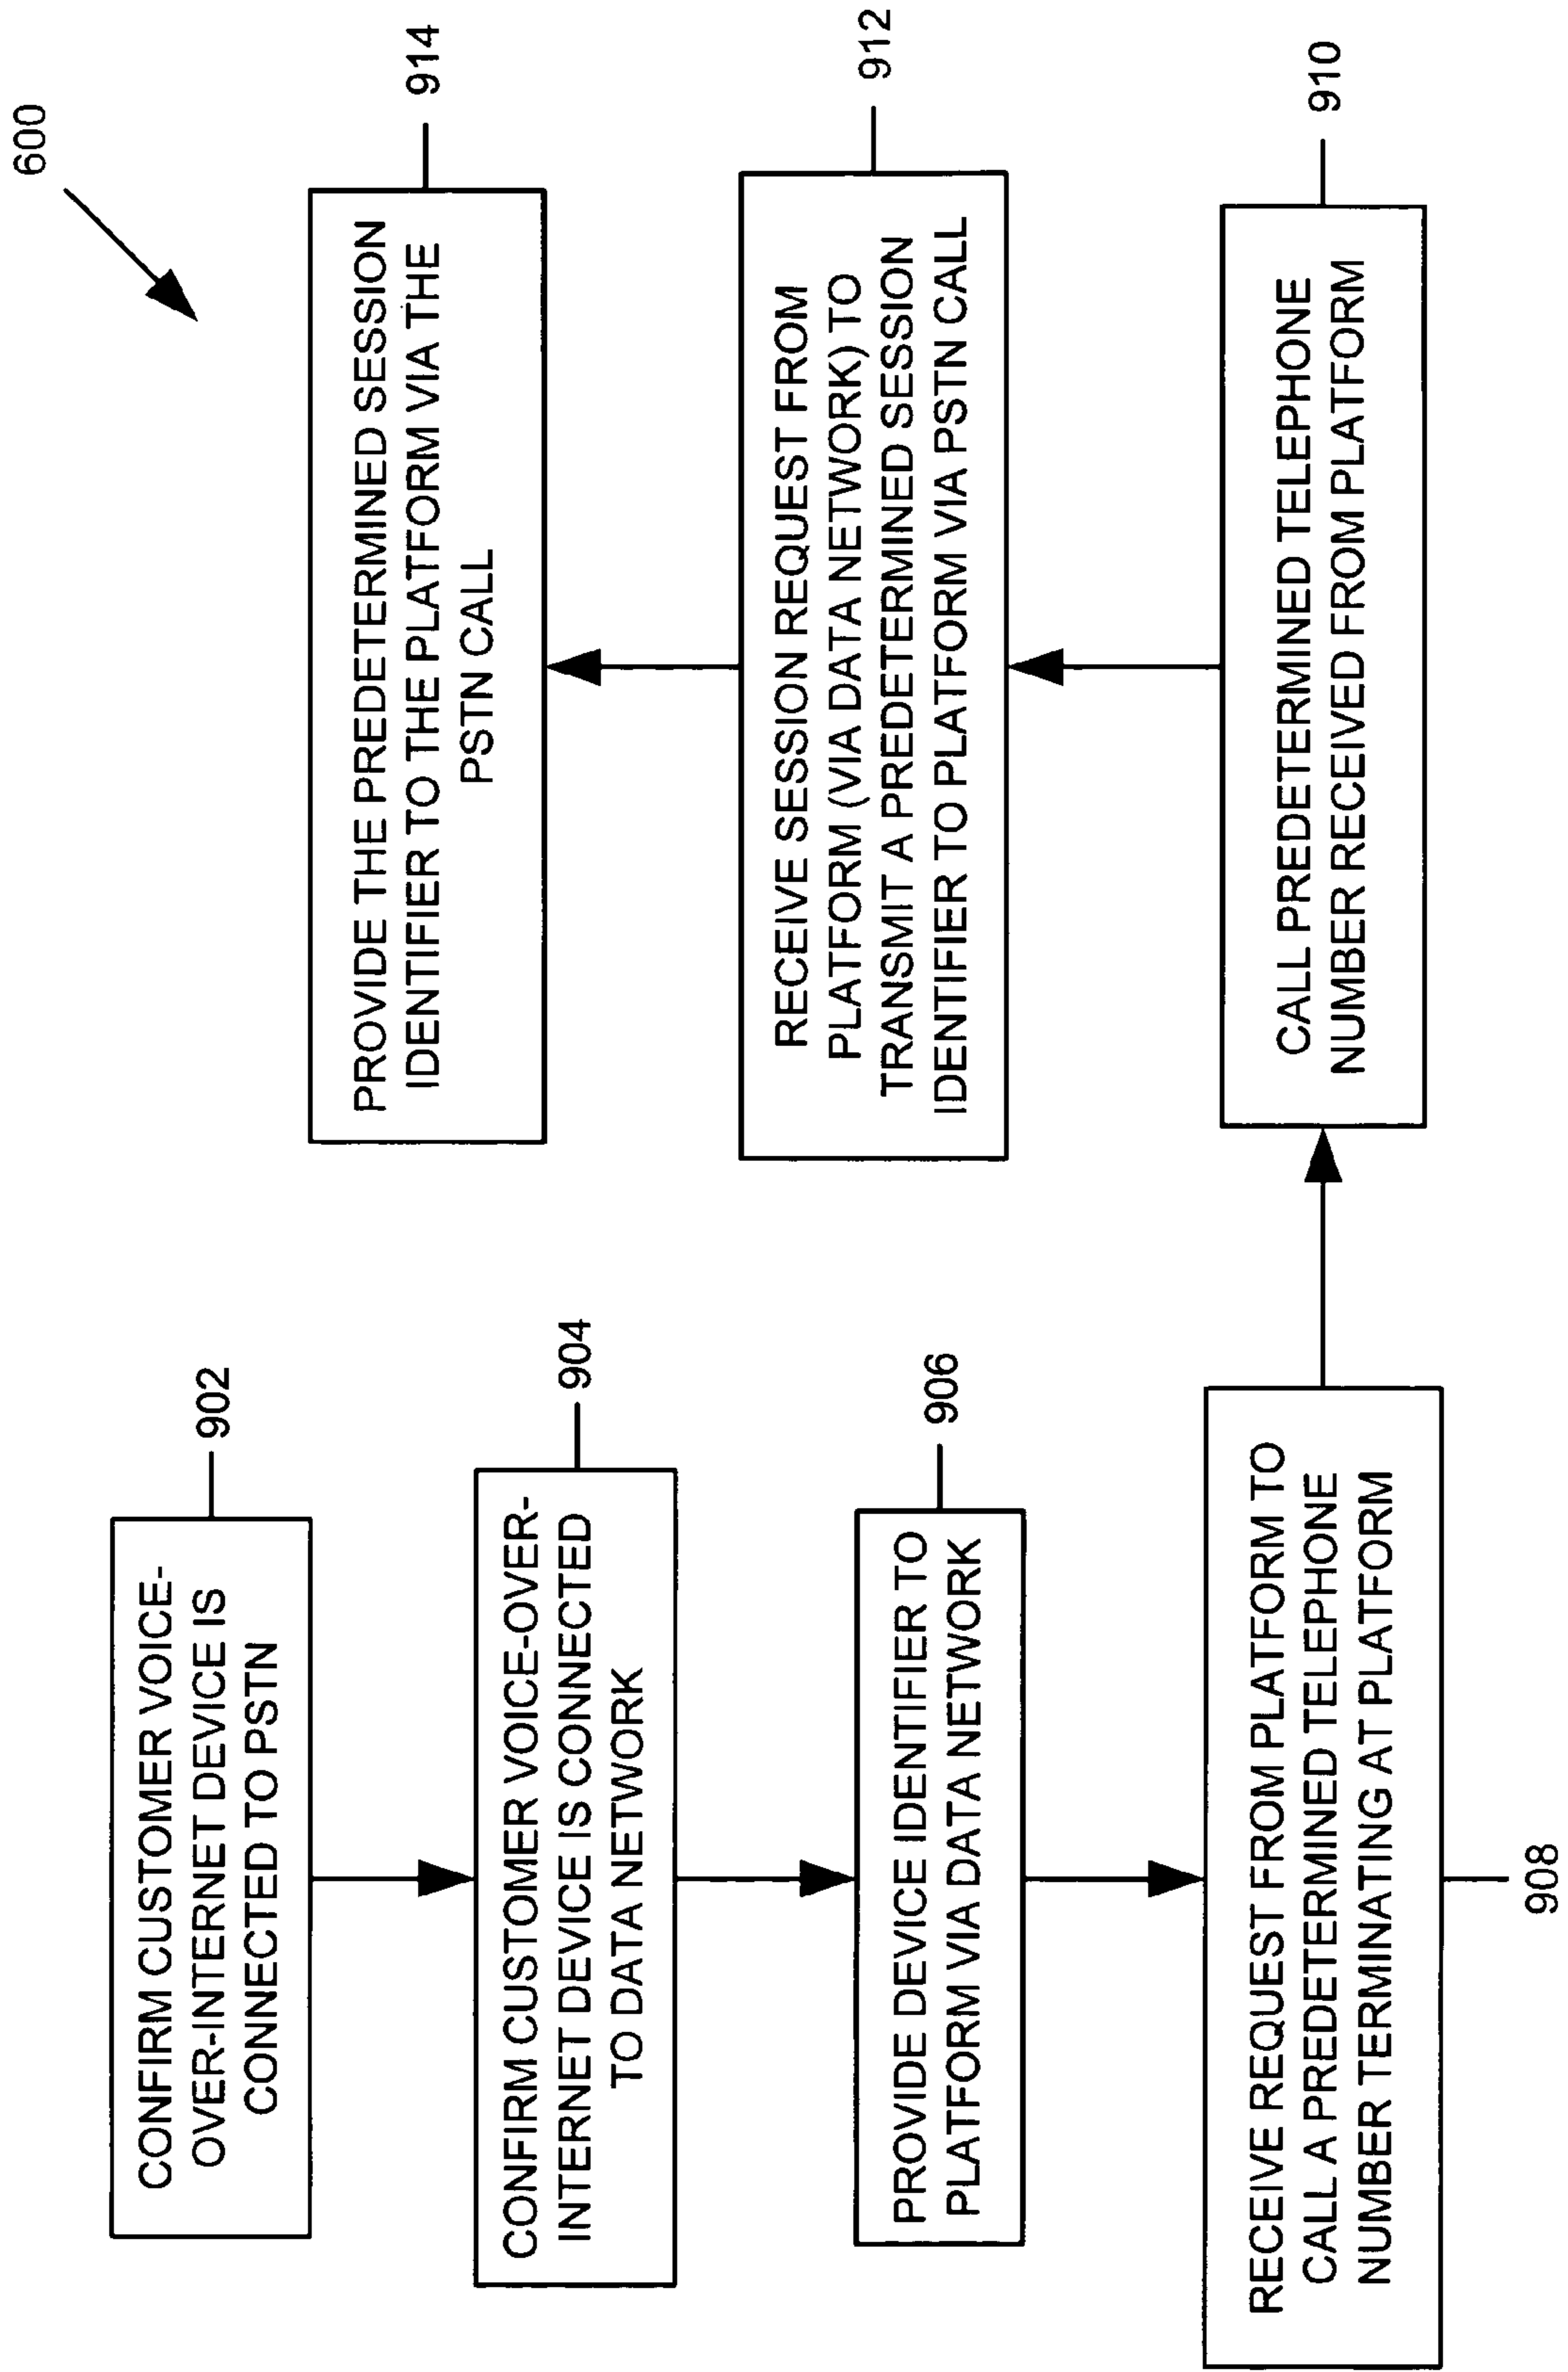 600
CONFIRM CUSTOMER VOICE-
OVER-INTERNET DEVICE IS
CONNECTED TO PSTN
902
CONFIRM CUSTOMER VOICE-OVER-
INTERNET DEVICE IS CONNECTED
TO DATA NETWORK
904
PROVIDE DEVICE IDENTIFIER TO
PLATFORM VIA DATA NETWORK
906
RECEIVE REQUEST FROM PLATFORM TO
CALL A PREDETERMINED TELEPHONE
NUMBER TERMINATING AT PLATFORM
908
CALL PREDETERMINED TELEPHONE
NUMBER RECEIVED FROM PLATFORM
910
RECEIVE SESSION REQUEST FROM
PLATFORM (VIA DATA NETWORK) TO
TRANSMIT A PREDETERMINED SESSION
IDENTIFIER TO PLATFORM VIA PSTN CALL
912
PROVIDE THE PREDETERMINED SESSION
IDENTIFIER TO THE PLATFORM VIA THE
PSTN CALL
914